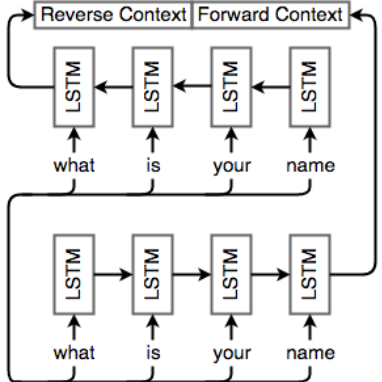 Reverse Context Forward Context
LSTM LSTM LSTM LSTM
what is your name
LSTM LSTM LSTM LSTM
what is your name